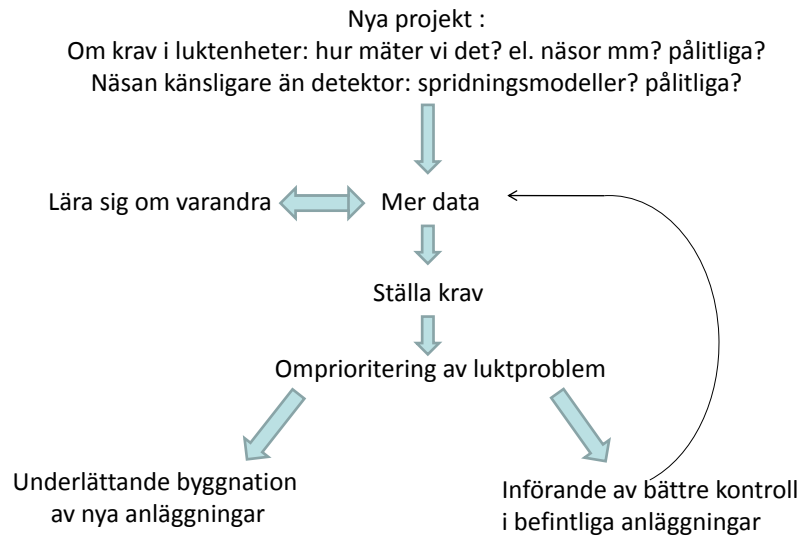 Nya projekt :
Om krav i luktenheter: hur mäter vi det? el. näsor mm? pålitliga?
Näsan känsligare än detektor: spridningsmodeller? pålitliga?
Lära sig om varandra
Mer data
Ställa krav
Omprioritering av luktproblem
Underlättande byggnation
av nya anläggningar
Införande av bättre kontroll
i befintliga anläggningar